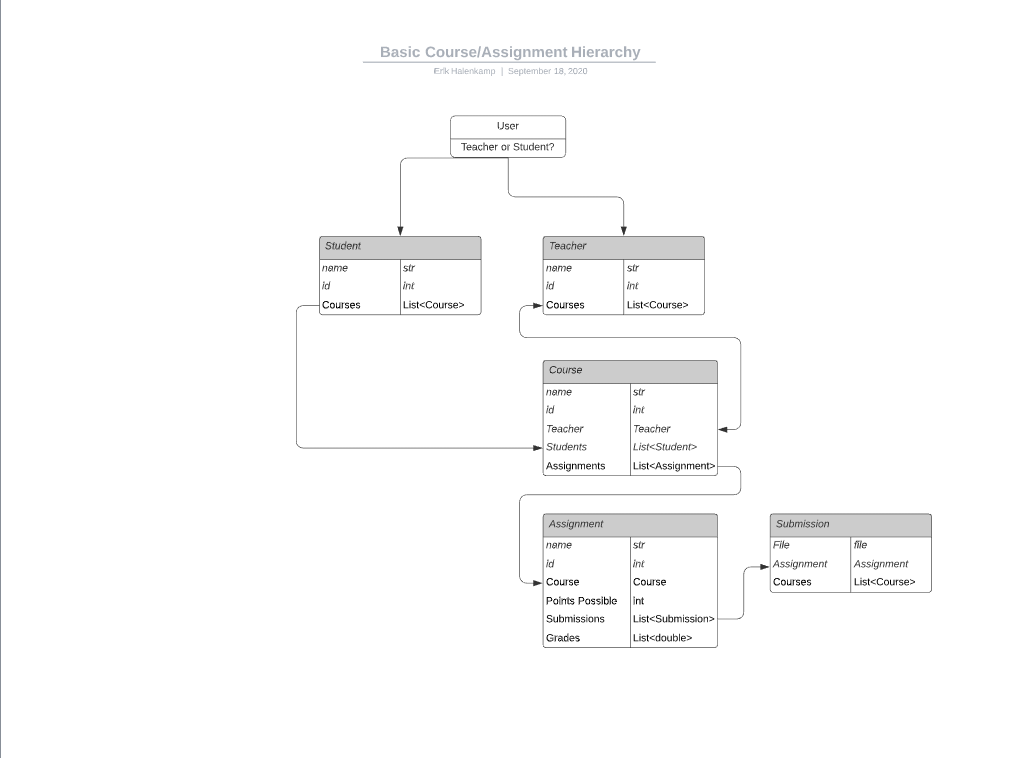 Basic Course/Assignment Hierarchy
Erik Halenkamp | September 18, 2020
User
Teacher or Student?
Student
name str
id int
Courses List<Course>
Teacher
name str
id int
Courses List<Course>
Course
name str
id int
Teacher Teacher
Students List<Student>
Assignments List<Assignment>
Assignment
name str
id int
Course Course
Points Possible int
Submissions List<Submission>
Grades List<double>
Submission
File file
Assignment Assignment
Courses List<Course>